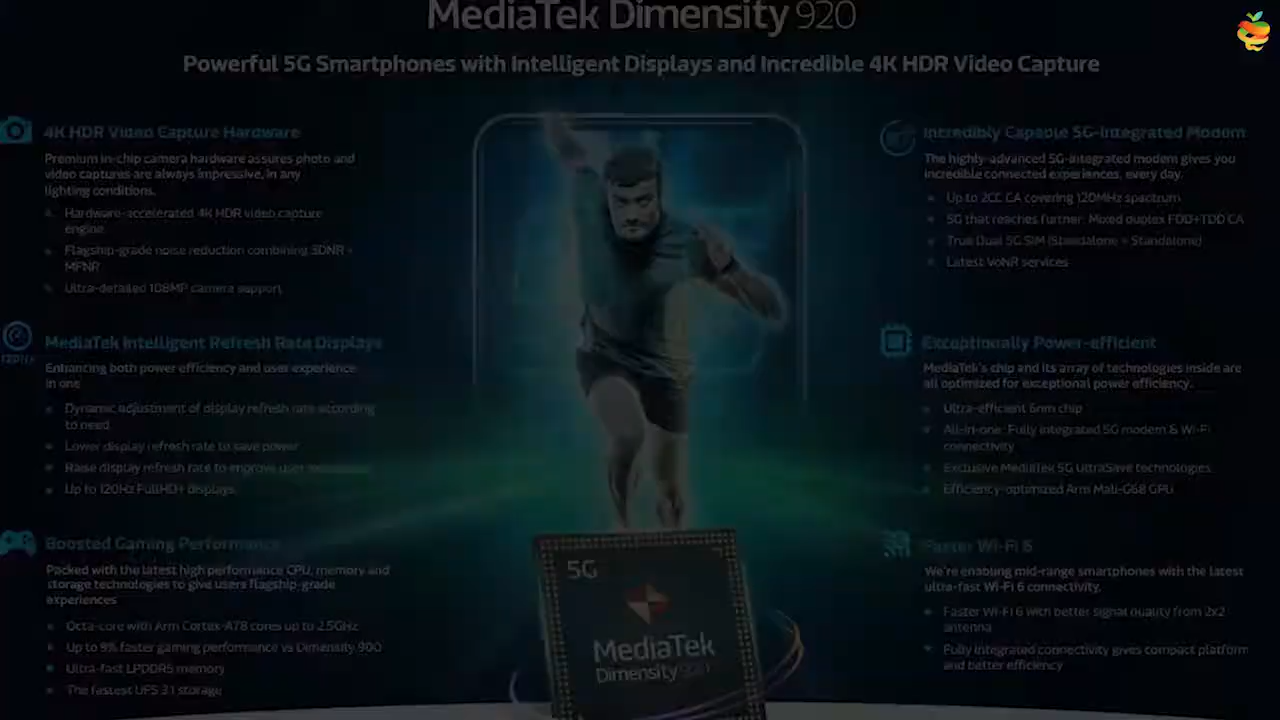 MediaTek Dimensity 920
Powerful 5G Smartphones with Intelligent Displays and Incredible 4K HDR Video Capture
4K HDR Video Capture Hardware
Premium in-chip camera hardware assures photo and
video captures are always impressive, in any
lighting conditions.
Hardware-accelerated 4K HDR video capture
engine
Flagship-grade noise reduction combining 3DNR +
MFNR
Ultra-detailed 108MP camera support
120Hz
MediaTek Intelligent Refresh Rate Displays
Enhancing both power efficiency and user experience
in one
Dynamic adjustment of display refresh rate according
to need
Lower display refresh rate to save power
Raise display refresh rate to improve user
Up to 120Hz FullHD+ displays
Boosted Gaming Performance
Packed with the latest high performance CPU, memory and
storage technologies to give users flagship-grade
experiences
Octa-core with Arm Cortex-A78 cores up to 2.5GHz
Up to 9% faster gaming performance vs Dimensity 900
Ultra-fast LPDDR5 memory
The fastest UFS 3.1 storage
5G
MediaTek
Dimensity 920
Incredibly Capable 5G-Integrated Modem
The highly-advanced 5G-integrated modem gives you
incredible connected experiences, every day.
Up to 2CC CA covering 120MHz spectrum
5G that reaches further: Mixed duplex FDD+TDD CA
True Dual 5G SIM (Standalone + Standalone)
Latest VoNR services
Exceptionally Power-efficient
MediaTek's chip and its array of technologies inside are
all optimized for exceptional power efficiency.
Ultra-efficient 6nm chip
All-in-one: Fully integrated 5G modem & Wi-Fi
connectivity
Exclusive MediaTek 5G UltraSave technologies
Efficiency-optimized Arm Mali-G68 GPU
Faster Wi-Fi 6
We're enabling mid-range smartphones with the latest
ultra-fast Wi-Fi 6 connectivity.
Faster Wi-Fi 6 with better signal quality from 2x2
antenna
Fully integrated connectivity gives compact platform
and better efficiency